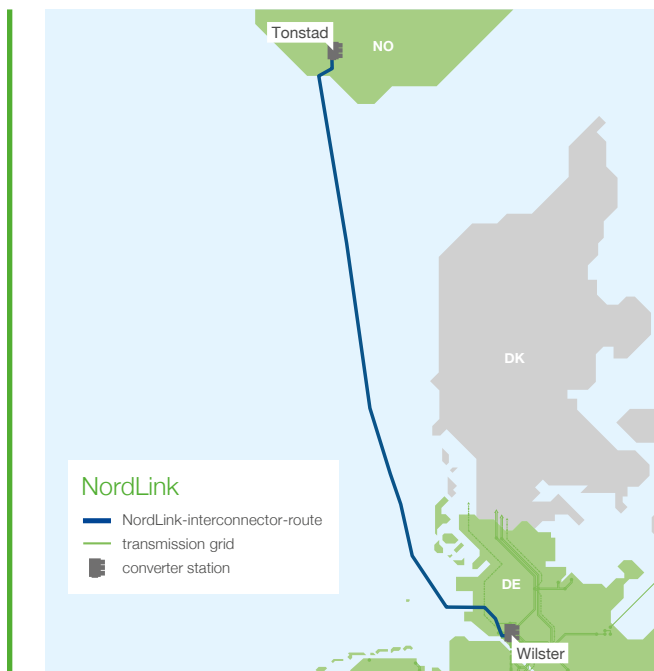 Tonstad
NO
DK
NordLink
NordLink-interconnector-route
transmission grid
converter station
DE
Wilster